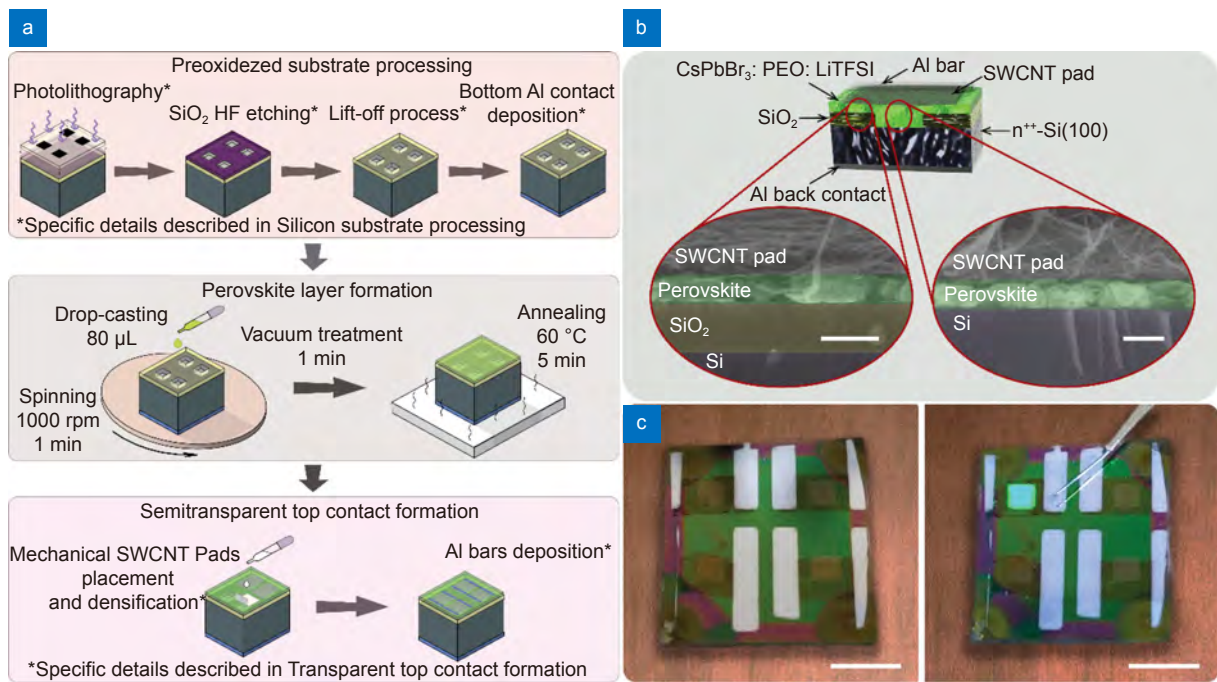 a
Preoxidezed substrate processing
Photolithography*
SiO₂ HF etching*
Lift-off process*
Bottom Al contact
deposition*
*Specific details described in Silicon substrate processing
Perovskite layer formation
Drop-casting
80 µL
Spinning
1000 rpm
1 min
Vacuum treatment
1 min
Annealing
60 °C
5 min
Semitransparent top contact formation
Mechanical SWCNT Pads
placement
and densification*
Al bars deposition*
*Specific details described in Transparent top contact formation
b
CsPbBr₃: PEO: LiTFSI
Al bar
SWCNT pad
SiO₂
n⁺⁺-Si(100)
Al back contact
SWCNT pad
Perovskite
SiO₂
Si
SWCNT pad
Perovskite
Si
c